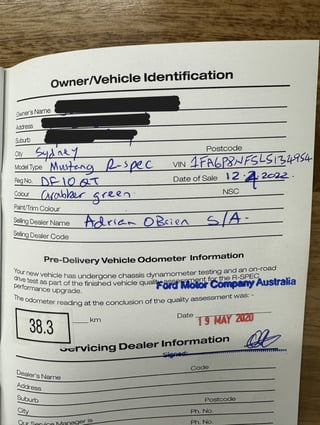 Owner/Vehicle Identification
Owner's Name
Address
Suburb
City Sydney Postcode
Model Type Mustang R-spec VIN 1FA6P8NF5L5134954
Reg No. DF10QT Date of Sale 12.4.2022.
Colour Grabber green. NSC
Paint/Trim Colour
Selling Dealer Name Adrian OBrien S/A-
Selling Dealer Code
Pre-Delivery Vehicle Odometer Information
Your new vehicle has undergone chassis dynamometer testing and an on-road
drive test as part of the finished vehicle quality assessment for the R-SPEC
performance upgrade. Ford Motor Company Australia
The odometer reading at the conclusion of the quality assessment was: -
38.3 km Date 19 MAY 2020
Signed:
Servicing Dealer Information
Dealer's Name Code
Address
Suburb Postcode
City Ph. No.
Our Service Manager is Ph. No.